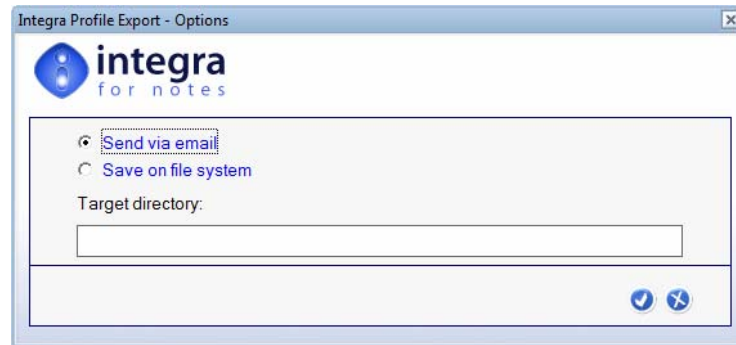 Integra Profile Export - Options
integra
for notes
Send via email
Save on file system
Target directory: